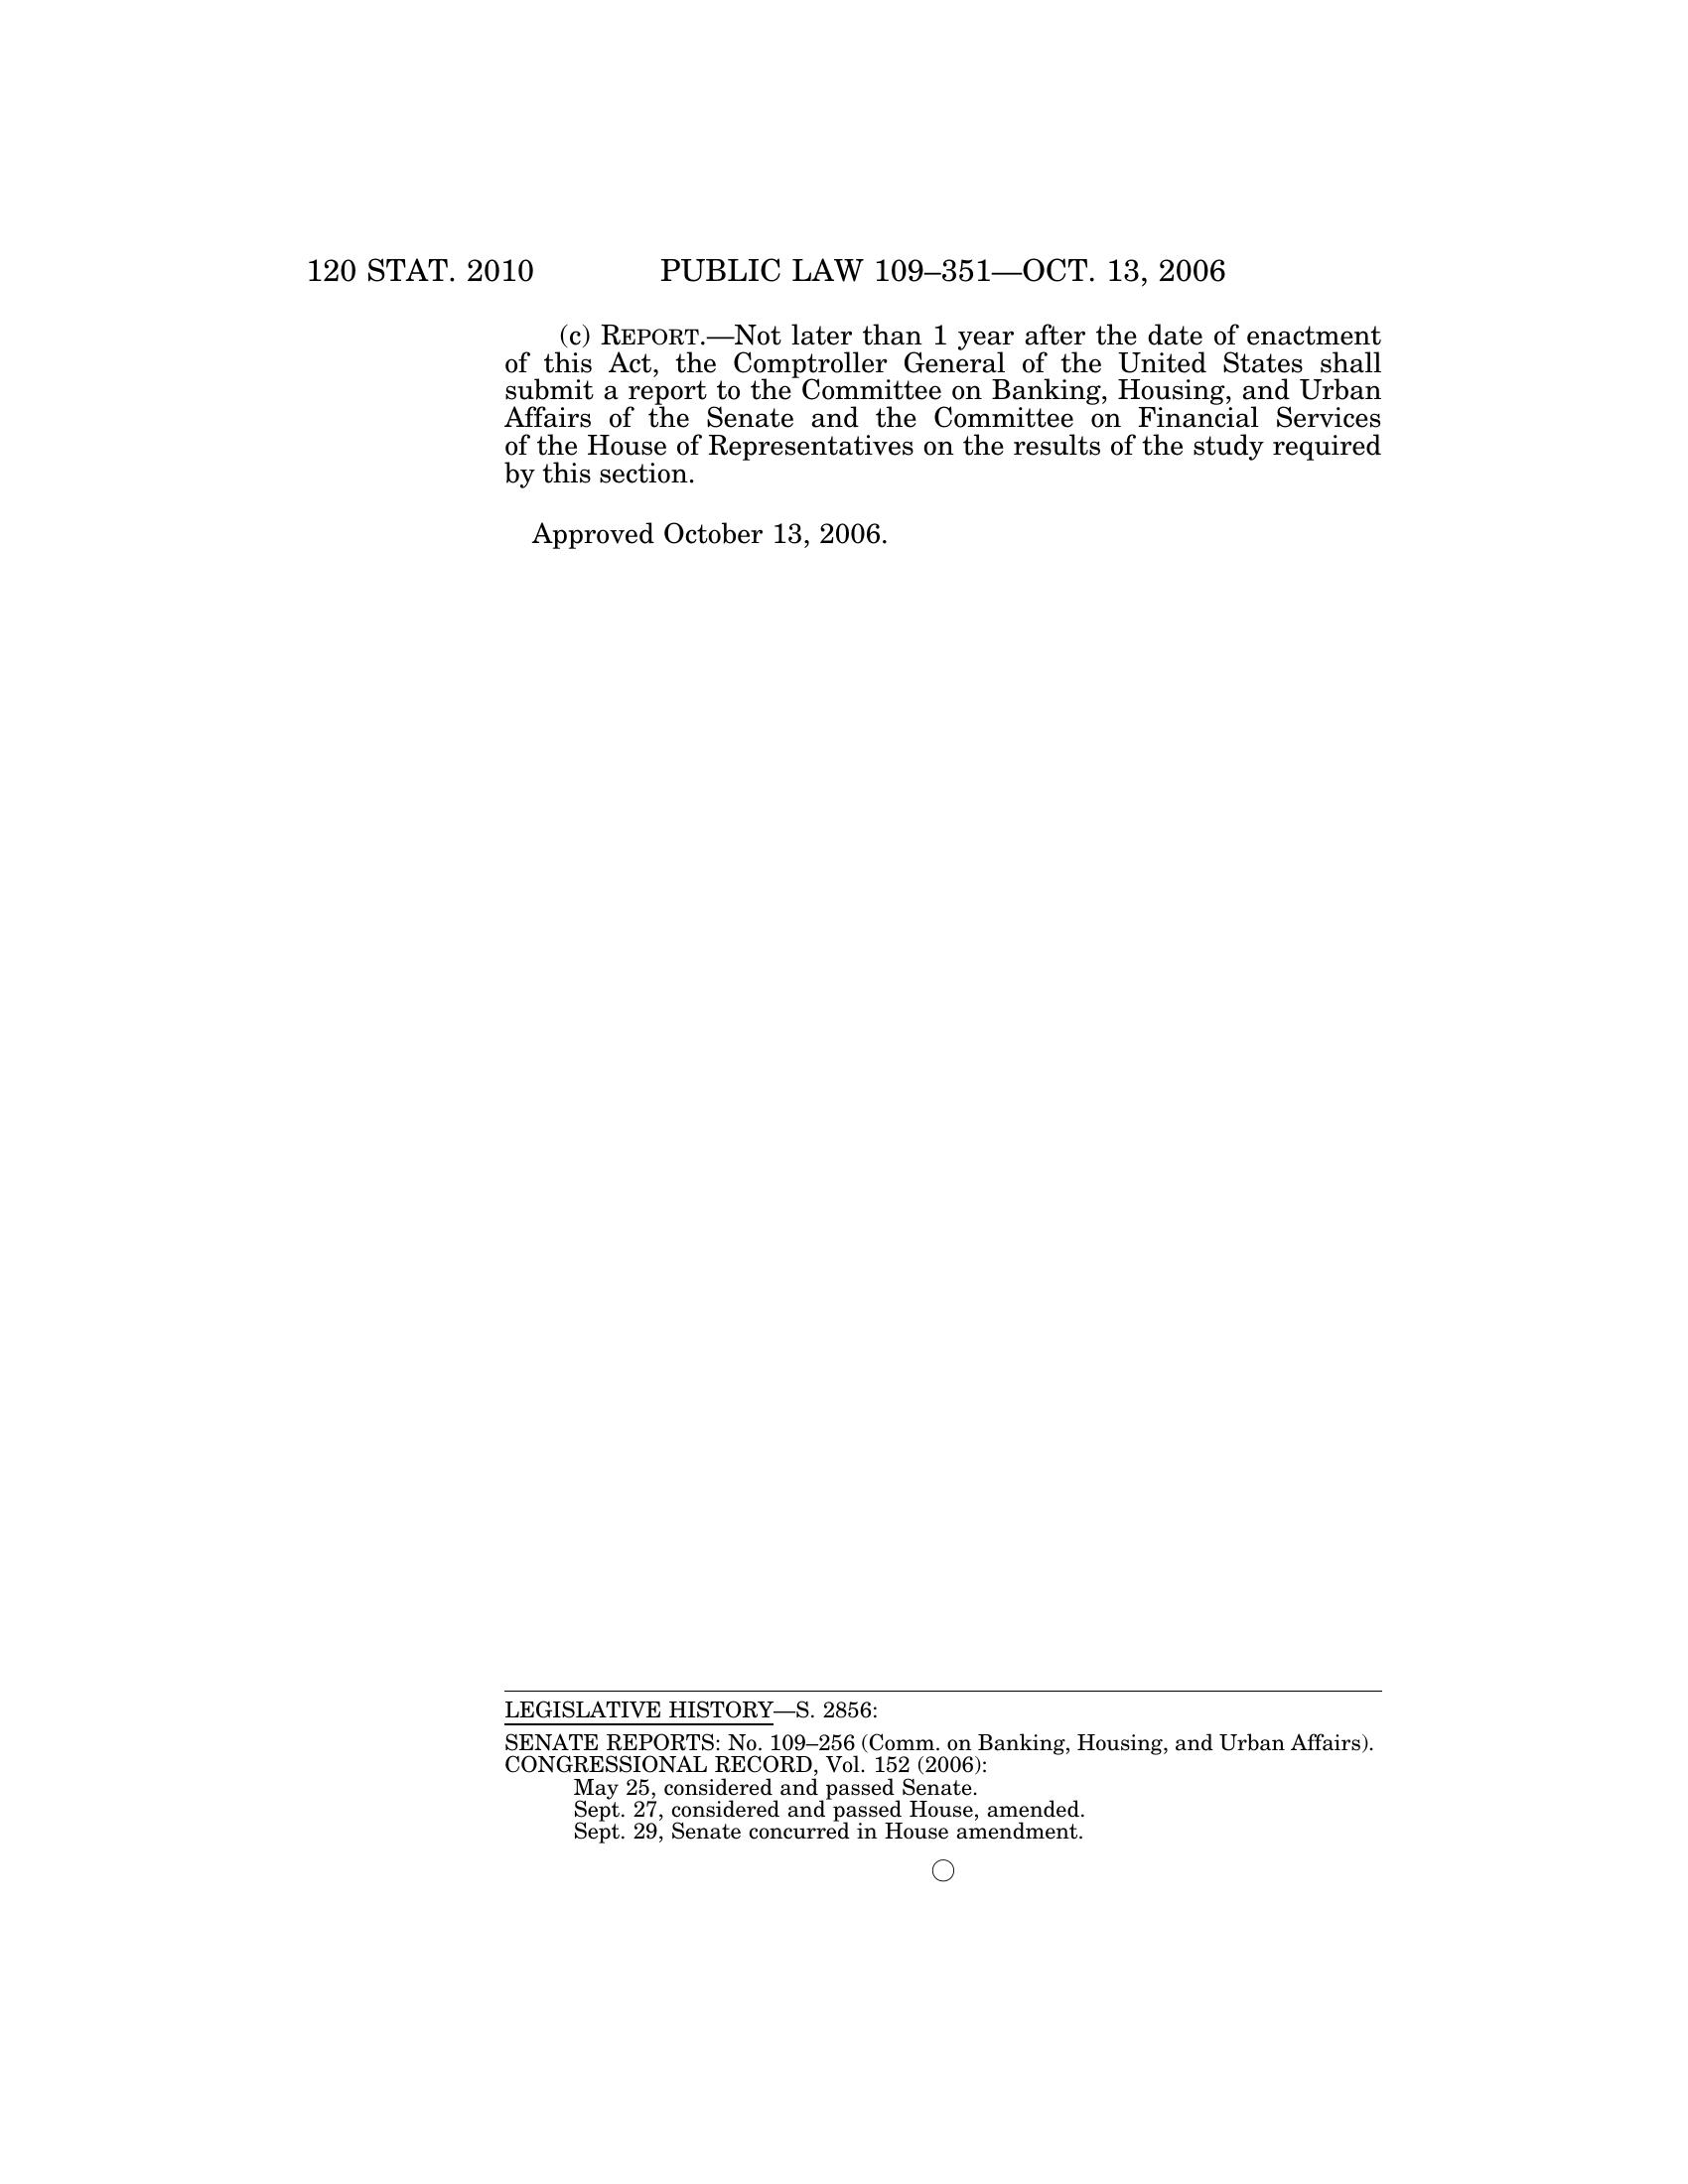 120 STAT. 2010 PUBLIC LAW 109–351—OCT. 13, 2006
(c) REPORT.—Not later than 1 year after the date of enactment
of this Act, the Comptroller General of the United States shall
submit a report to the Committee on Banking, Housing, and Urban
Affairs of the Senate and the Committee on Financial Services
of the House of Representatives on the results of the study required
by this section.
Approved October 13, 2006.
LEGISLATIVE HISTORY—S. 2856:
SENATE REPORTS: No. 109–256 (Comm. on Banking, Housing, and Urban Affairs).
CONGRESSIONAL RECORD, Vol. 152 (2006):
May 25, considered and passed Senate.
Sept. 27, considered and passed House, amended.
Sept. 29, Senate concurred in House amendment.